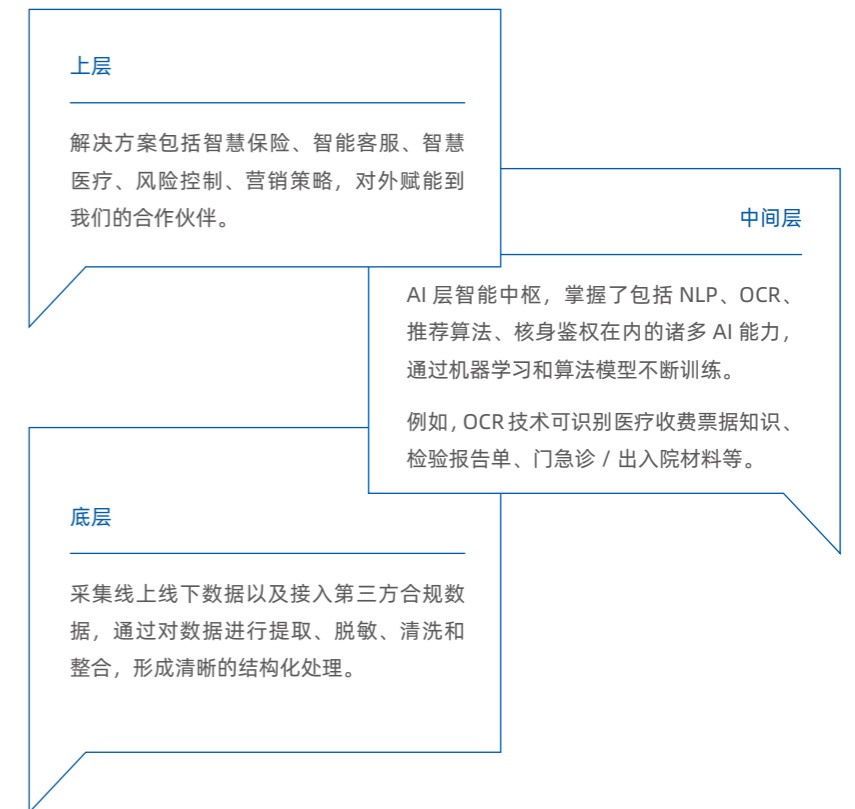 上层
解决方案包括智慧保险、智能客服、智慧
医疗、风险控制、营销策略，对外赋能到
我们的合作伙伴。
中间层
AI 层智能中枢，掌握了包括 NLP、OCR、
推荐算法、核身鉴权在内的诸多 AI 能力，
通过机器学习和算法模型不断训练。
例如，OCR 技术可识别医疗收费票据知识、
检验报告单、门急诊 / 出入院材料等。
底层
采集线上线下数据以及接入第三方合规数
据，通过对数据进行提取、脱敏、清洗和
整合，形成清晰的结构化处理。